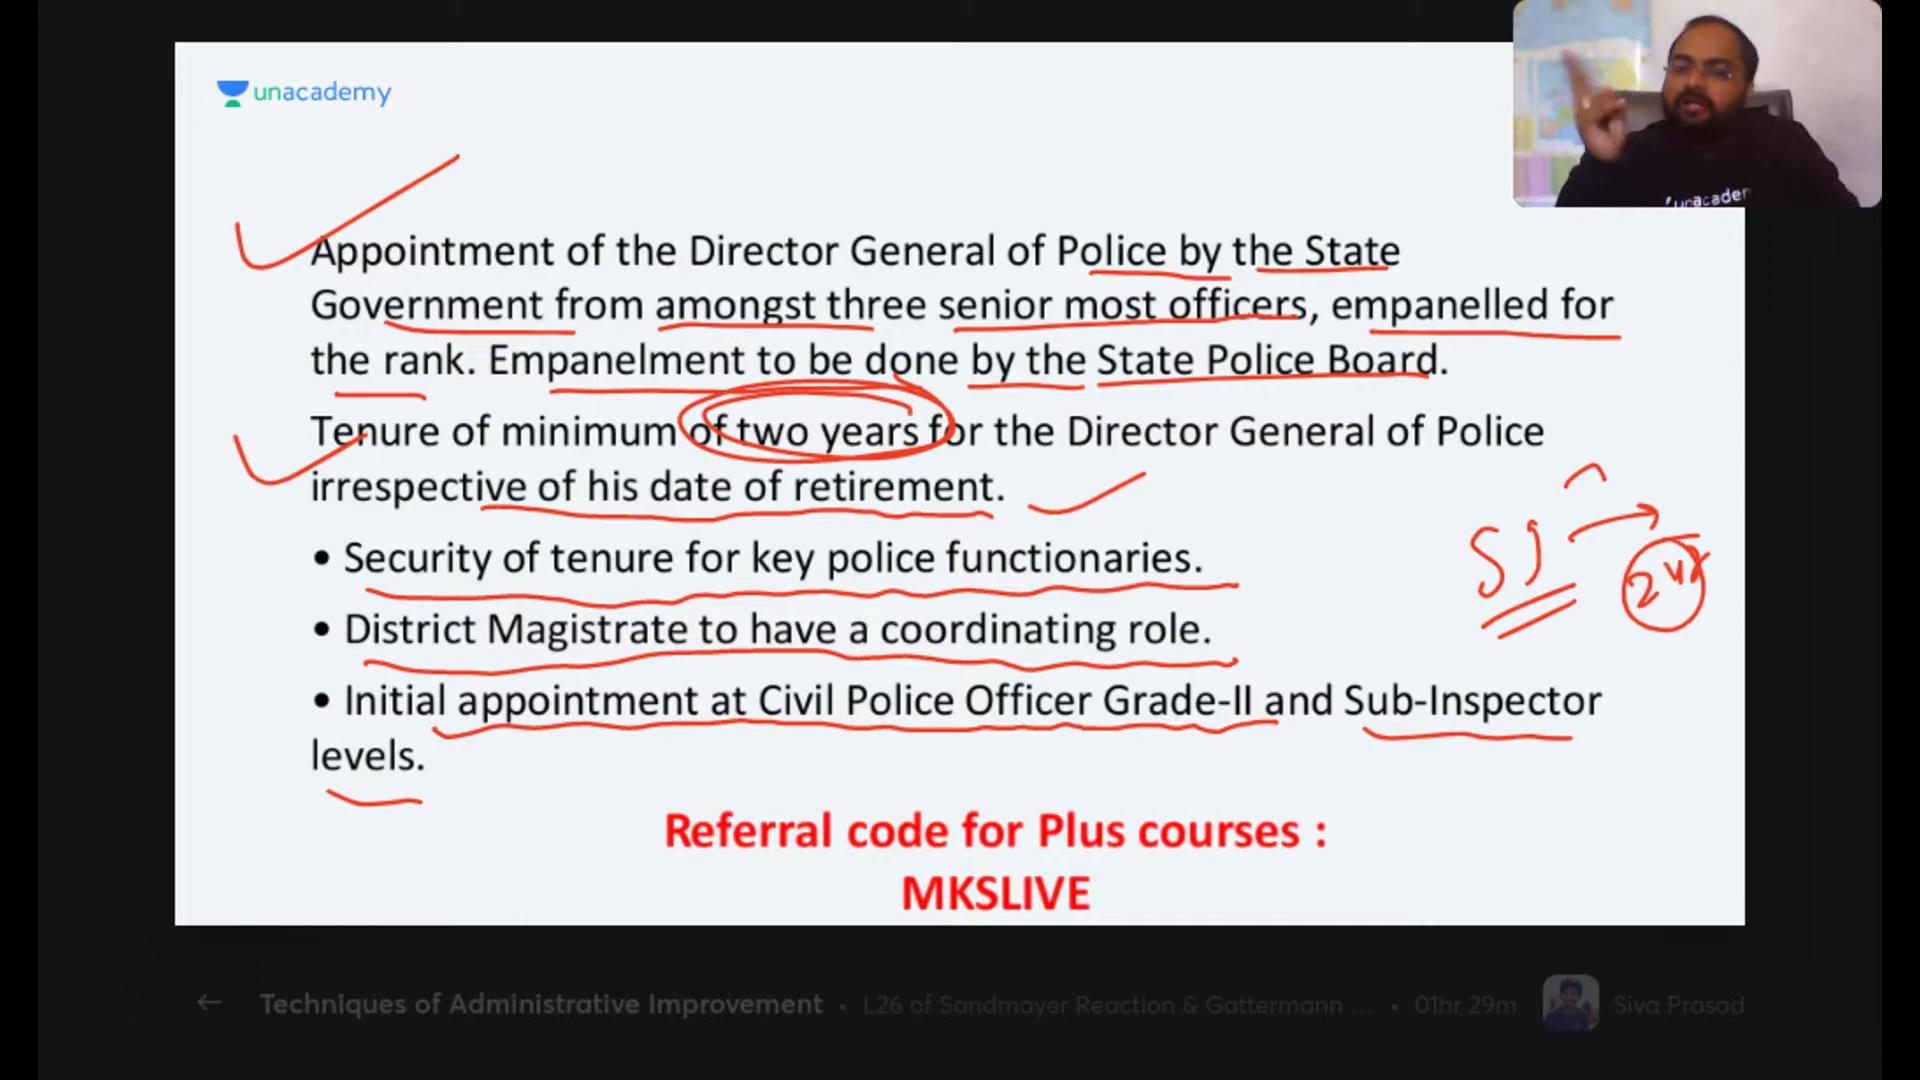 unacademy
unacademy
Appointment of the Director General of Police by the State
Government from amongst three senior most officers, empanelled for
the rank. Empanelment to be done by the State Police Board.
Tenure of minimum of two years for the Director General of Police
irrespective of his date of retirement.
• Security of tenure for key police functionaries.
• District Magistrate to have a coordinating role.
• Initial appointment at Civil Police Officer Grade-II and Sub-Inspector
levels.
2 yr
Referral code for Plus courses :
MKSLIVE
Techniques of Administrative Improvement • L26 of Sandmayer Reaction & Gattermann ... • 01hr 29m Siva Prasad